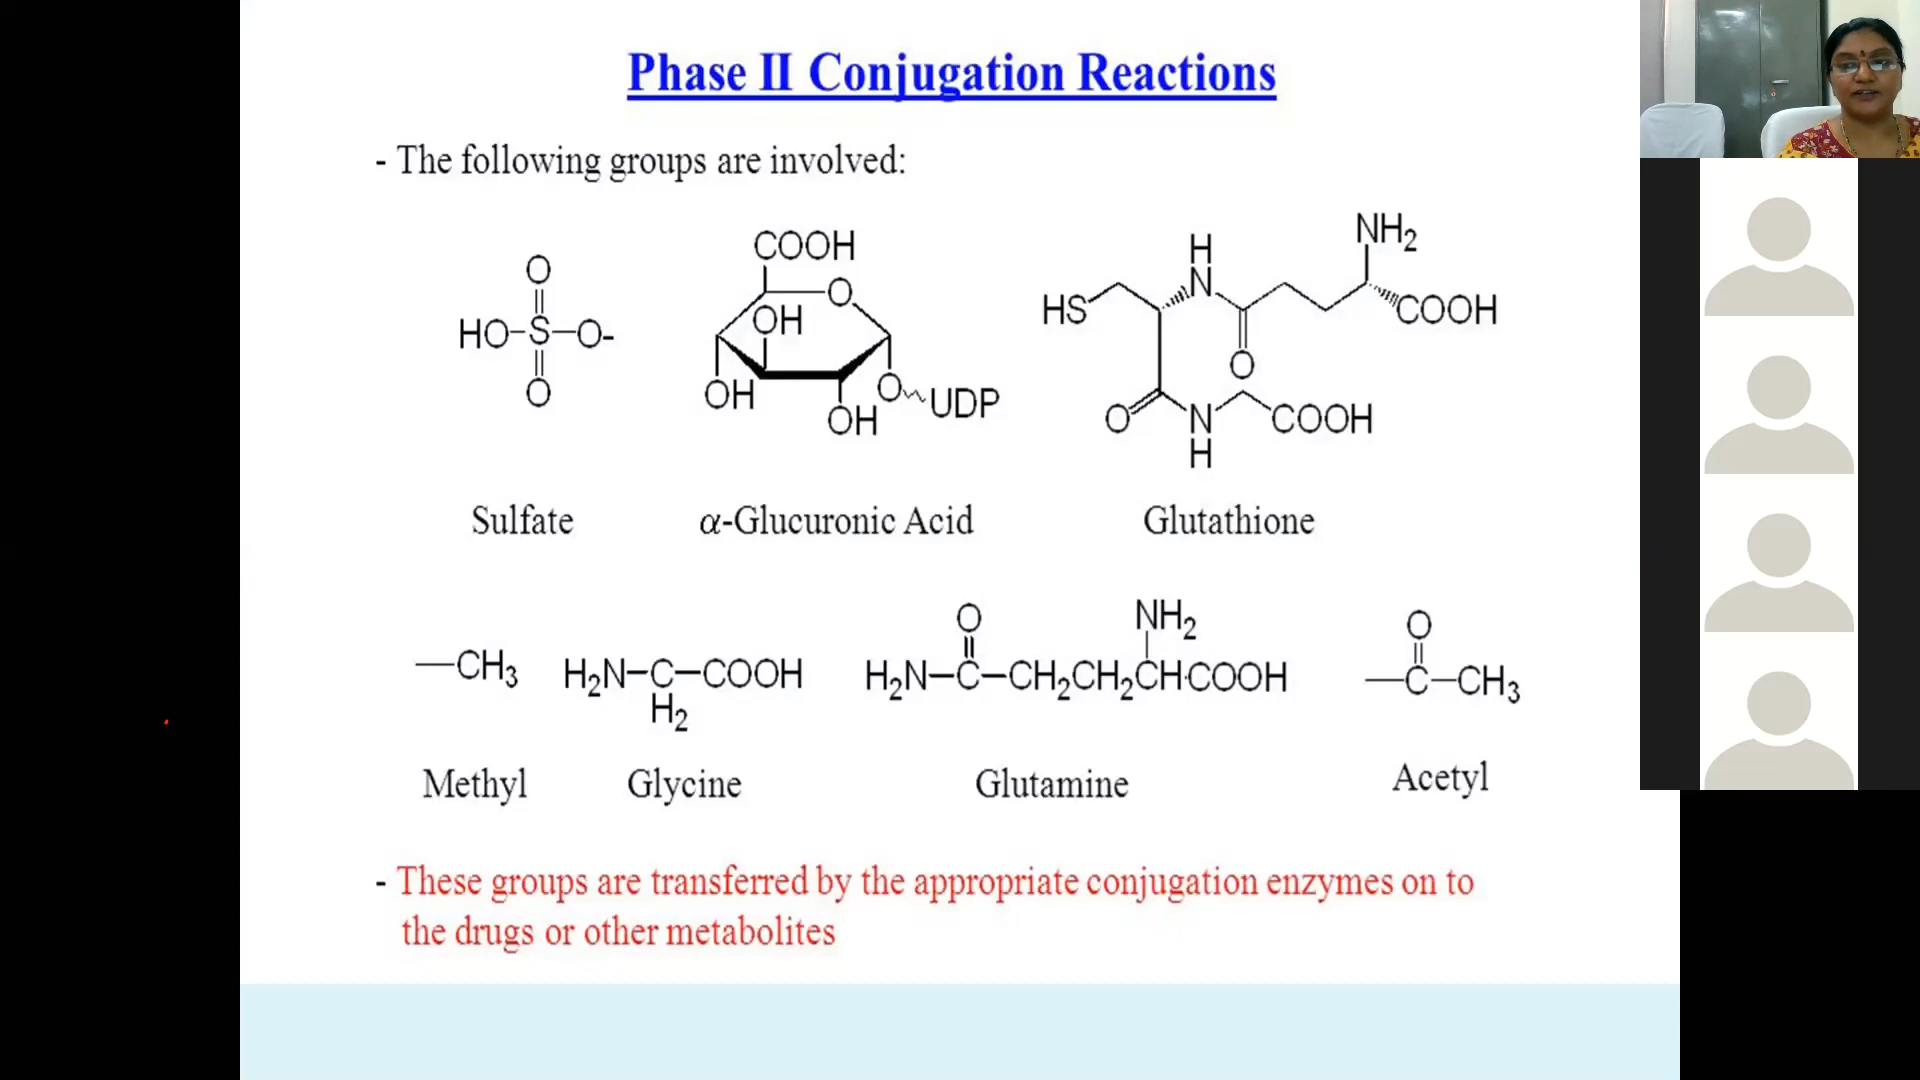 Phase II Conjugation Reactions
- The following groups are involved:
O
HO-S-O-
O
COOH
O
OH
OH
OH
O
UDP
NH2
H
N
HS
COOH
O
O
N
H
COOH
Sulfate
α-Glucuronic Acid
Glutathione
—CH3
H2N-C-COOH
H2
O
NH2
H2N-C-CH2CH2CHCOOH
O
—C-CH3
Methyl
Glycine
Glutamine
Acetyl
- These groups are transferred by the appropriate conjugation enzymes on to
the drugs or other metabolites